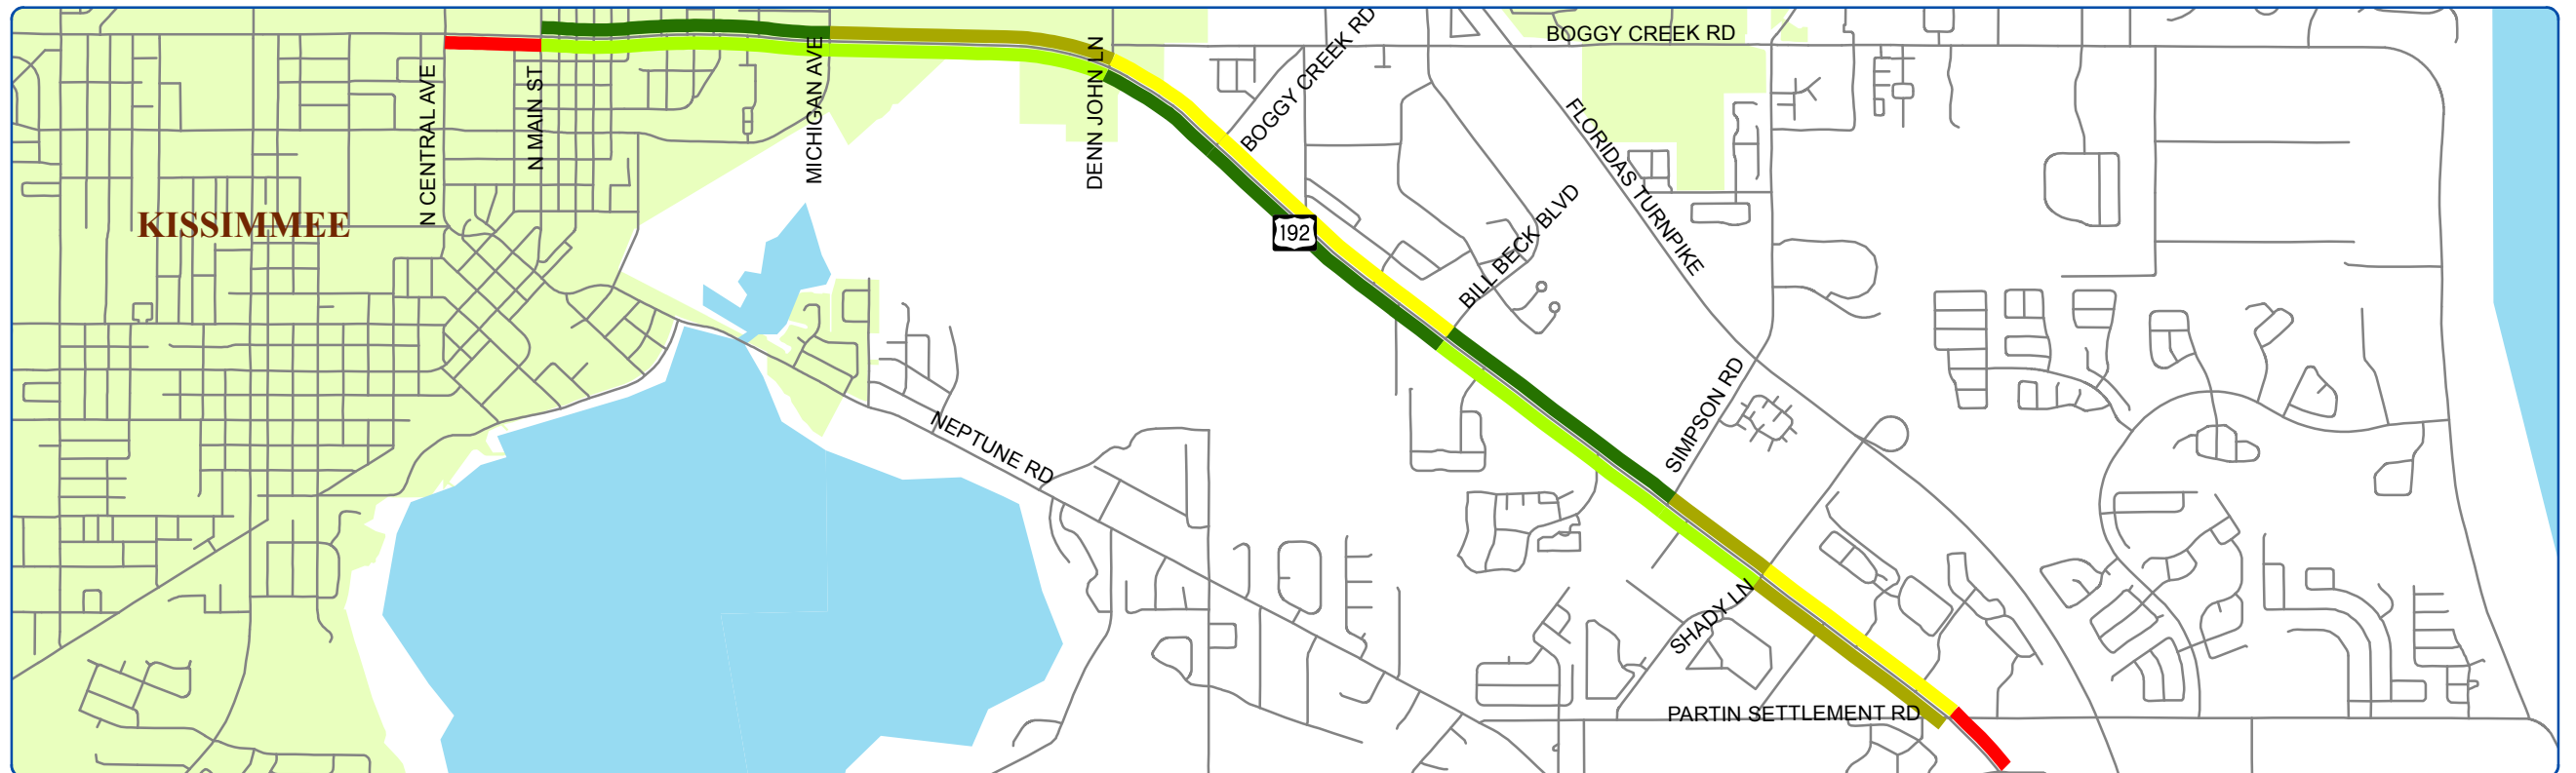 BOGGY CREEK RD
BOGGY CREEK RD
N CENTRAL AVE
N MAIN ST
MICHIGAN AVE
DENN JOHN LN
FLORIDAS TURNPIKE
KISSIMMEE
192
BILL BECK BLVD
SIMPSON RD
NEPTUNE RD
SHADY LN
PARTIN SETTLEMENT RD